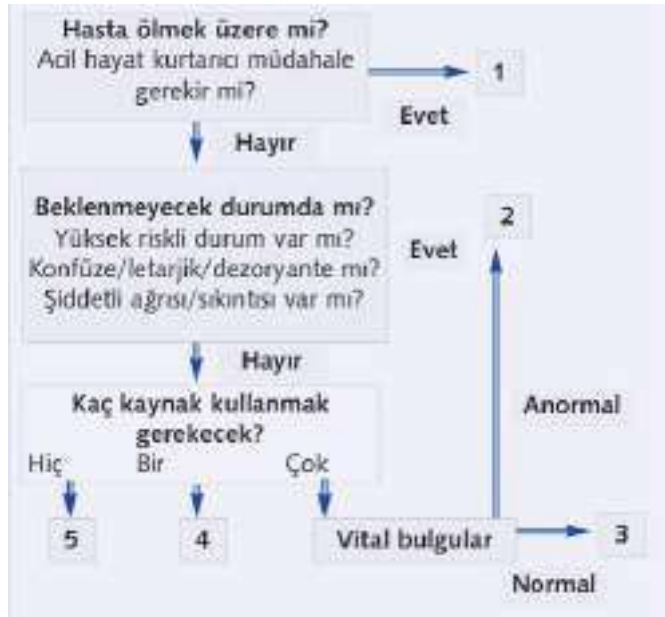 Hasta ölmek üzere mi?
Acil hayat kurtarıcı müdahale
gerekir mi?
1
Evet
Hayır
Beklenmeyecek durumda mı?
Yüksek riskli durum var mı?
Konfüze/letarjik/dezoryante mı?
Şiddetli ağrısı/sıkıntısı var mı?
2
Evet
Hayır
Kaç kaynak kullanmak
gerekecek?
Hiç Bir Çok
Anormal
5 4 Vital bulgular 3
Normal